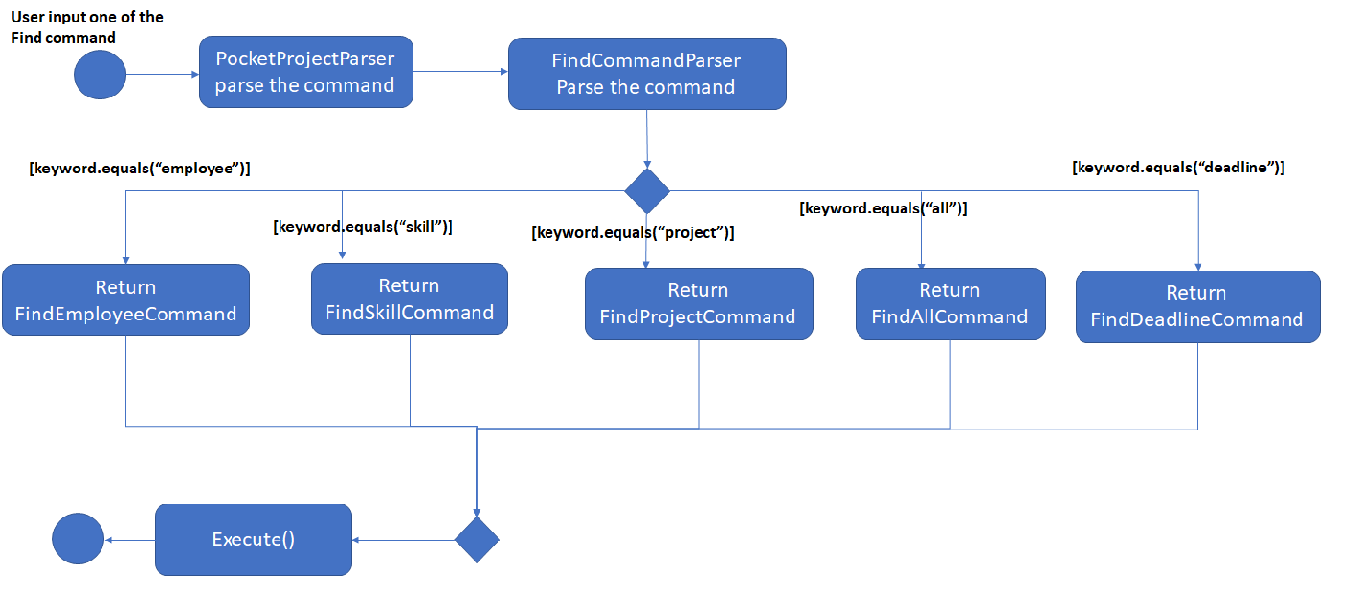 User input one of the
Find command
PocketProjectParser
parse the command
FindCommandParser
Parse the command
[keyword.equals(“employee”)]
[keyword.equals(“deadline”)]
[keyword.equals(“skill”)]
[keyword.equals(“project”)]
[keyword.equals(“all”)]
Return
FindEmployeeCommand
Return
FindSkillCommand
Return
FindProjectCommand
Return
FindAllCommand
Return
FindDeadlineCommand
Execute()